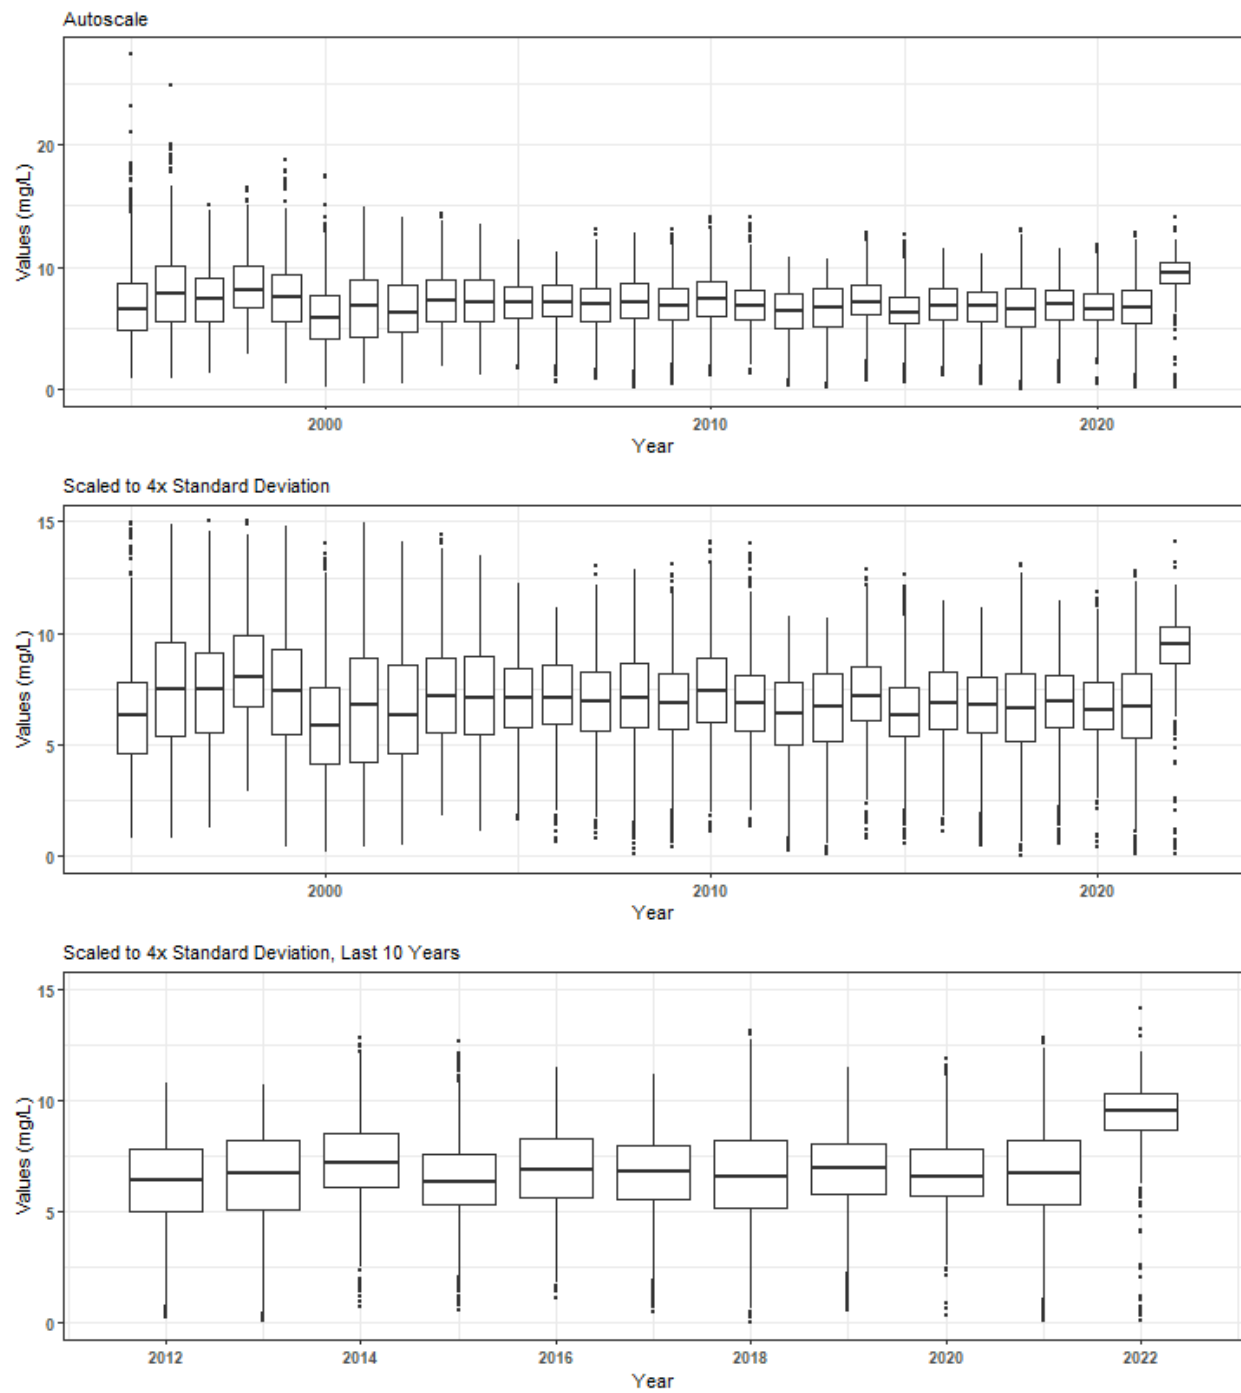 Autoscale
Values (mg/L)
20
10
0
2000 2010 2020
Year
Scaled to 4x Standard Deviation
Values (mg/L)
15
10
5
0
2000 2010 2020
Year
Scaled to 4x Standard Deviation, Last 10 Years
Values (mg/L)
15
10
5
0
2012 2014 2016 2018 2020 2022
Year